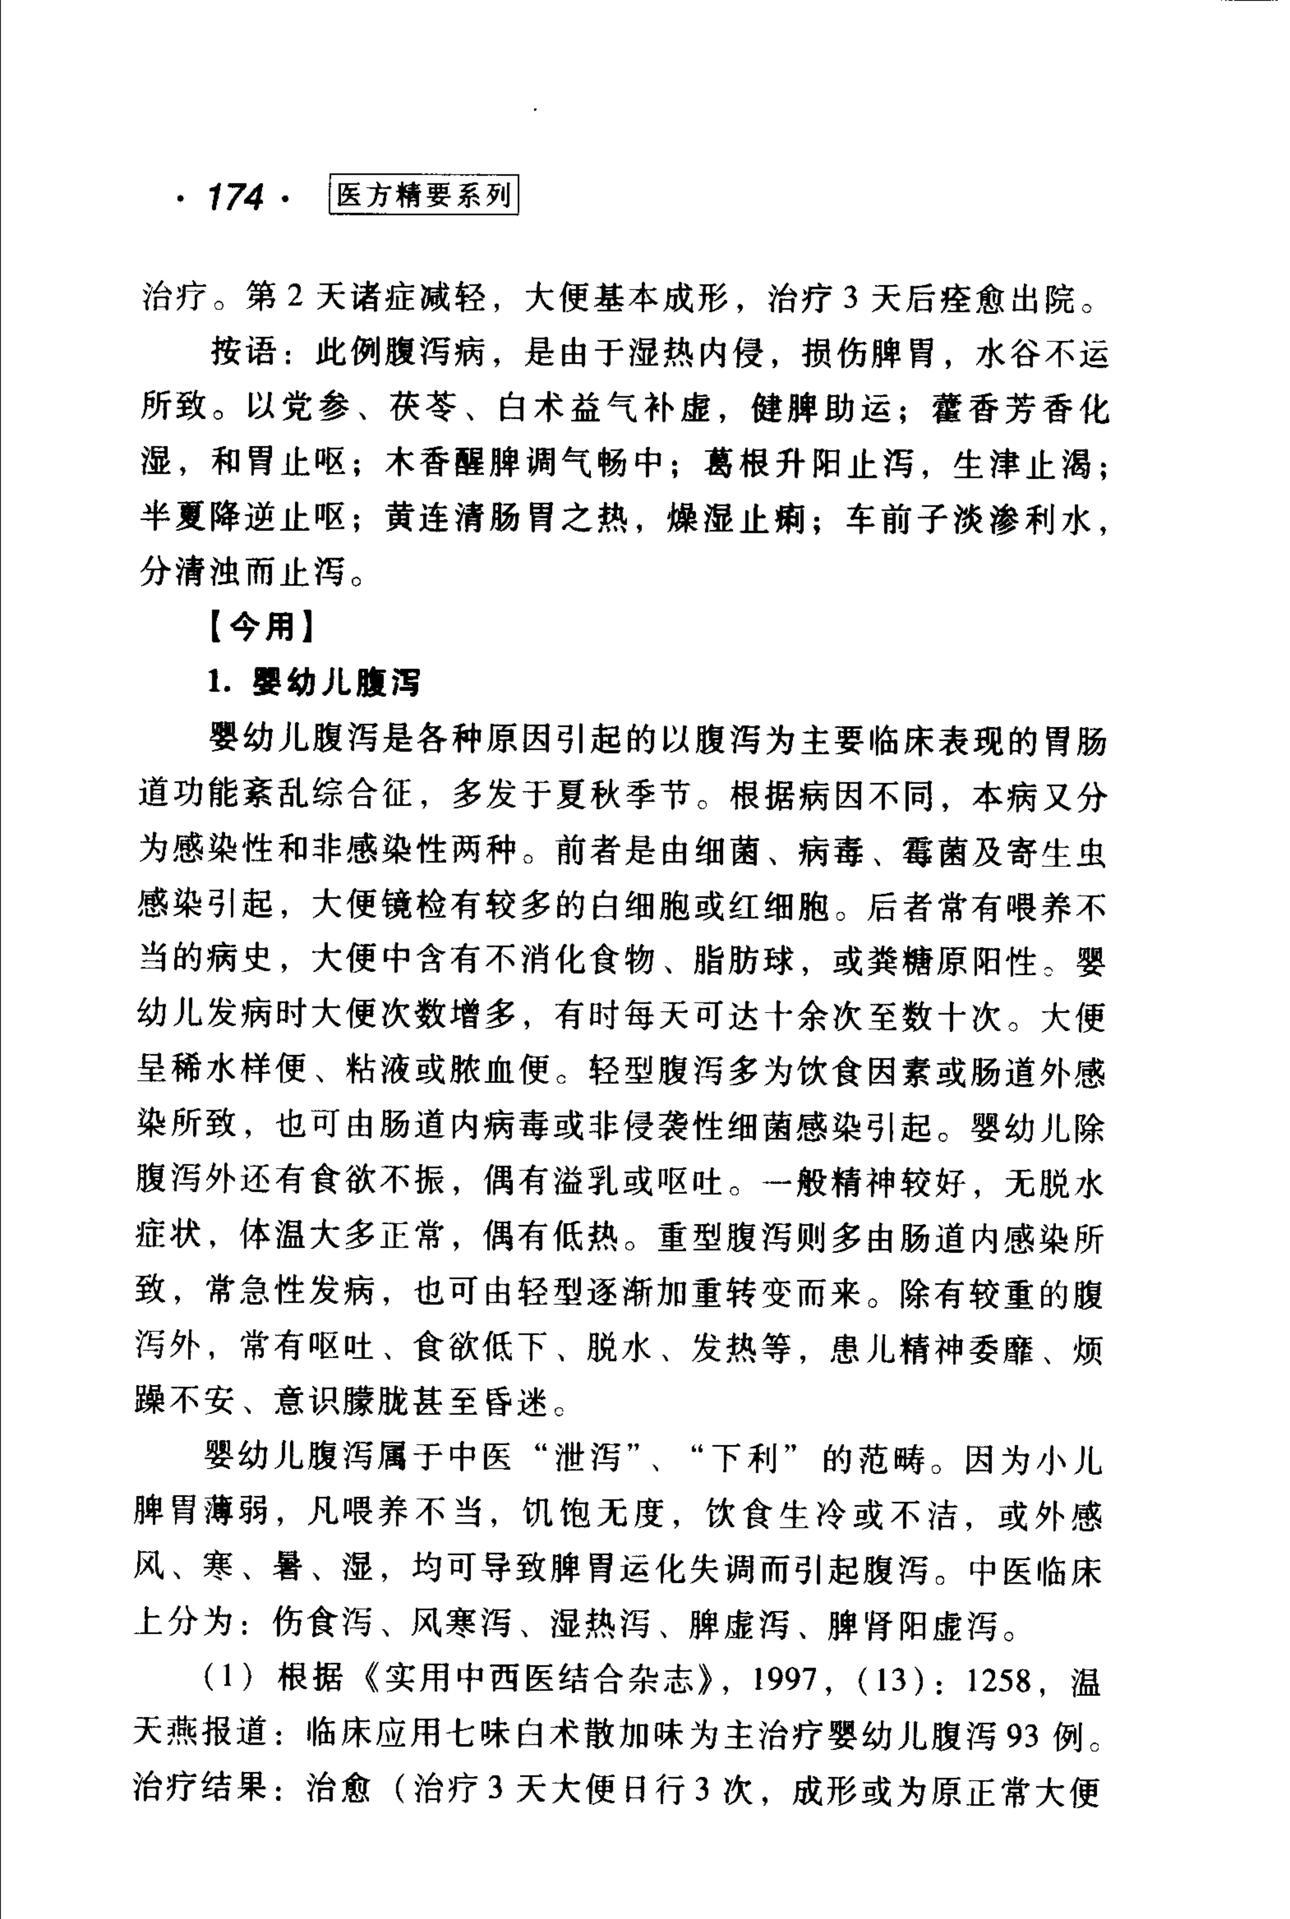 ·174· 医方精要系列
治疗。第2天诸症减轻，大便基本成形，治疗3天后痊愈出院。
按语：此例腹泻病，是由于湿热内侵，损伤脾胃，水谷不运
所致。以党参、茯苓、白术益气补虚，健脾助运；藿香芳香化
湿，和胃止呕；木香醒脾调气畅中；葛根升阳止泻，生津止渴；
半夏降逆止呕；黄连清肠胃之热，燥湿止痢；车前子淡渗利水，
分清浊而止泻。
【今用】
1. 婴幼儿腹泻
婴幼儿腹泻是各种原因引起的以腹泻为主要临床表现的胃肠
道功能紊乱综合征，多发于夏秋季节。根据病因不同，本病又分
为感染性和非感染性两种。前者是由细菌、病毒、霉菌及寄生虫
感染引起，大便镜检有较多的白细胞或红细胞。后者常有喂养不
当的病史，大便中含有不消化食物、脂肪球，或粪糖原阳性。婴
幼儿发病时大便次数增多，有时每天可达十余次至数十次。大便
呈稀水样便、粘液或脓血便。轻型腹泻多为饮食因素或肠道外感
染所致，也可由肠道内病毒或非侵袭性细菌感染引起。婴幼儿除
腹泻外还有食欲不振，偶有溢乳或呕吐。一般精神较好，无脱水
症状，体温大多正常，偶有低热。重型腹泻则多由肠道内感染所
致，常急性发病，也可由轻型逐渐加重转变而来。除有较重的腹
泻外，常有呕吐、食欲低下、脱水、发热等，患儿精神委靡、烦
躁不安、意识朦胧甚至昏迷。
婴幼儿腹泻属于中医“泄泻”、“下利”的范畴。因为小儿
脾胃薄弱，凡喂养不当，饥饱无度，饮食生冷或不洁，或外感
风、寒、暑、湿，均可导致脾胃运化失调而引起腹泻。中医临床
上分为：伤食泻、风寒泻、湿热泻、脾虚泻、脾肾阳虚泻。
（1）根据《实用中西医结合杂志》，1997，（13）：1258，温
天燕报道：临床应用七味白术散加味为主治疗婴幼儿腹泻93例。
治疗结果：治愈（治疗3天大便日行3次，成形或为原正常大便